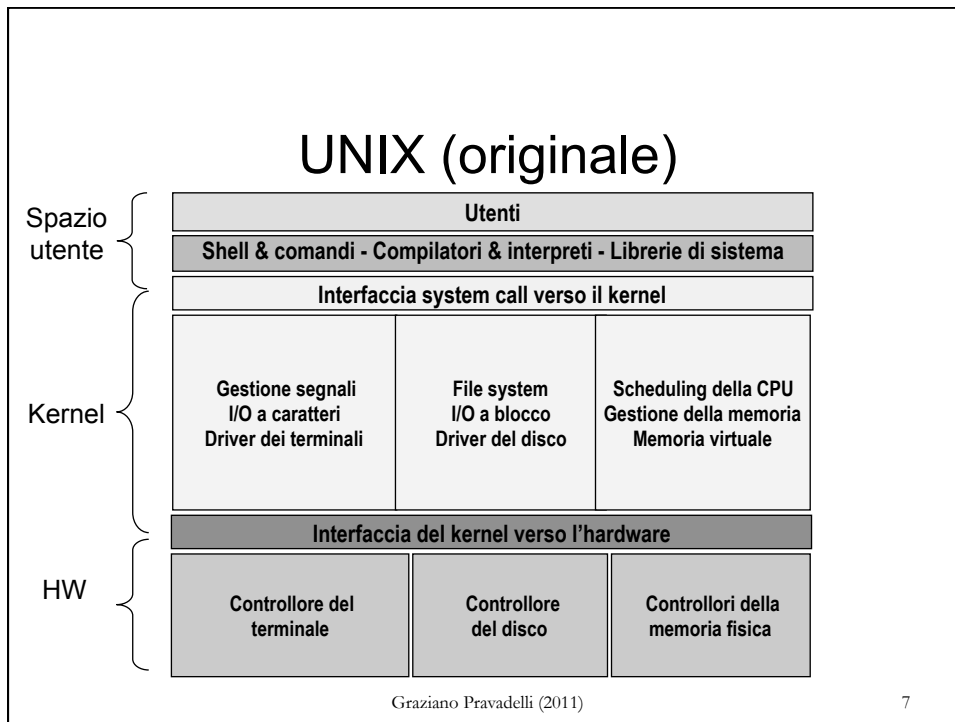 UNIX (originale)
Spazio
utente
Utenti
Shell & comandi - Compilatori & interpreti - Librerie di sistema
Kernel
Interfaccia system call verso il kernel
Gestione segnali
I/O a caratteri
Driver dei terminali
File system
I/O a blocco
Driver del disco
Scheduling della CPU
Gestione della memoria
Memoria virtuale
Interfaccia del kernel verso l'hardware
HW
Controllore del
terminale
Controllore
del disco
Controllori della
memoria fisica
Graziano Pravadelli (2011)
7